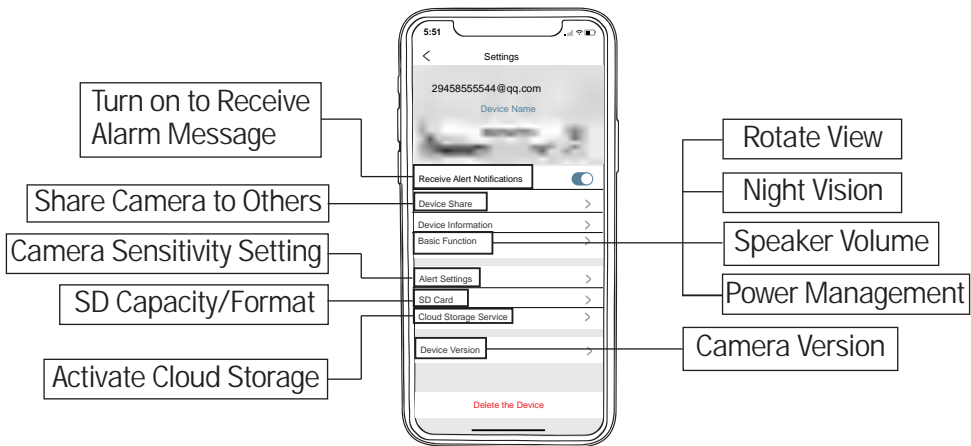 5:51
Settings
29458555544@qq.com
Device Name
Turn on to Receive
Alarm Message
Receive Alert Notifications
Share Camera to Others
Device Share
Device Information
Camera Sensitivity Setting
Basic Function
Alert Settings
SD Capacity/Format
SD Card
Activate Cloud Storage
Cloud Storage Service
Device Version
Delete the Device
Rotate View
Night Vision
Speaker Volume
Power Management
Camera Version